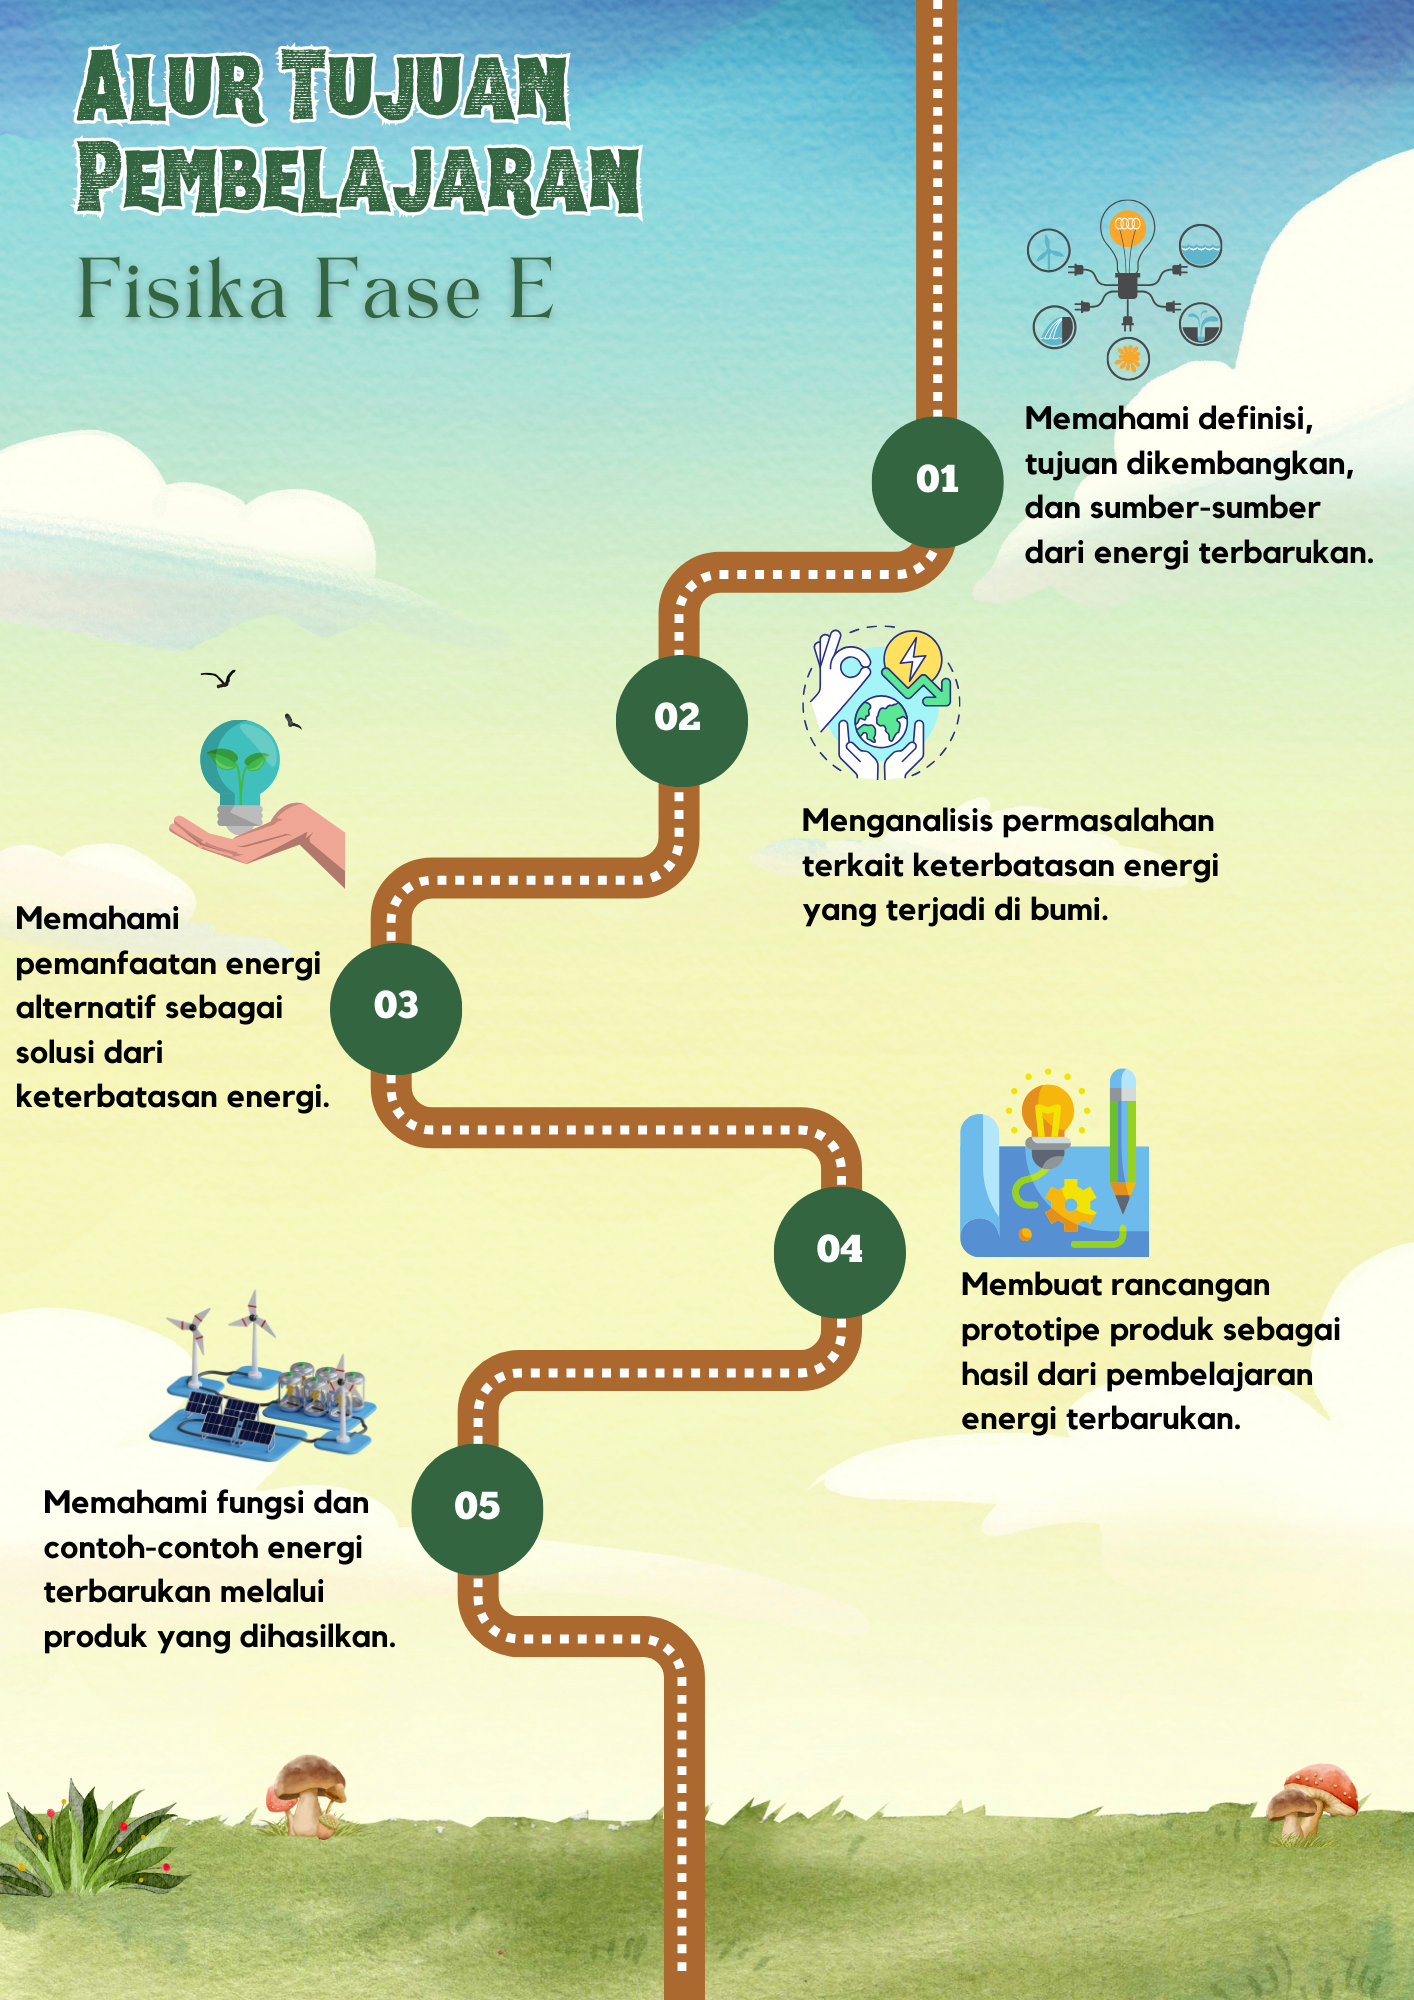 ALUR TUJUAN
PEMBELAJARAN
Fisika Fase E
01
Memahami definisi,
tujuan dikembangkan,
dan sumber-sumber
dari energi terbarukan.
02
Menganalisis permasalahan
terkait keterbatasan energi
yang terjadi di bumi.
03
Memahami
pemanfaatan energi
alternatif sebagai
solusi dari
keterbatasan energi.
04
Membuat rancangan
prototipe produk sebagai
hasil dari pembelajaran
energi terbarukan.
05
Memahami fungsi dan
contoh-contoh energi
terbarukan melalui
produk yang dihasilkan.